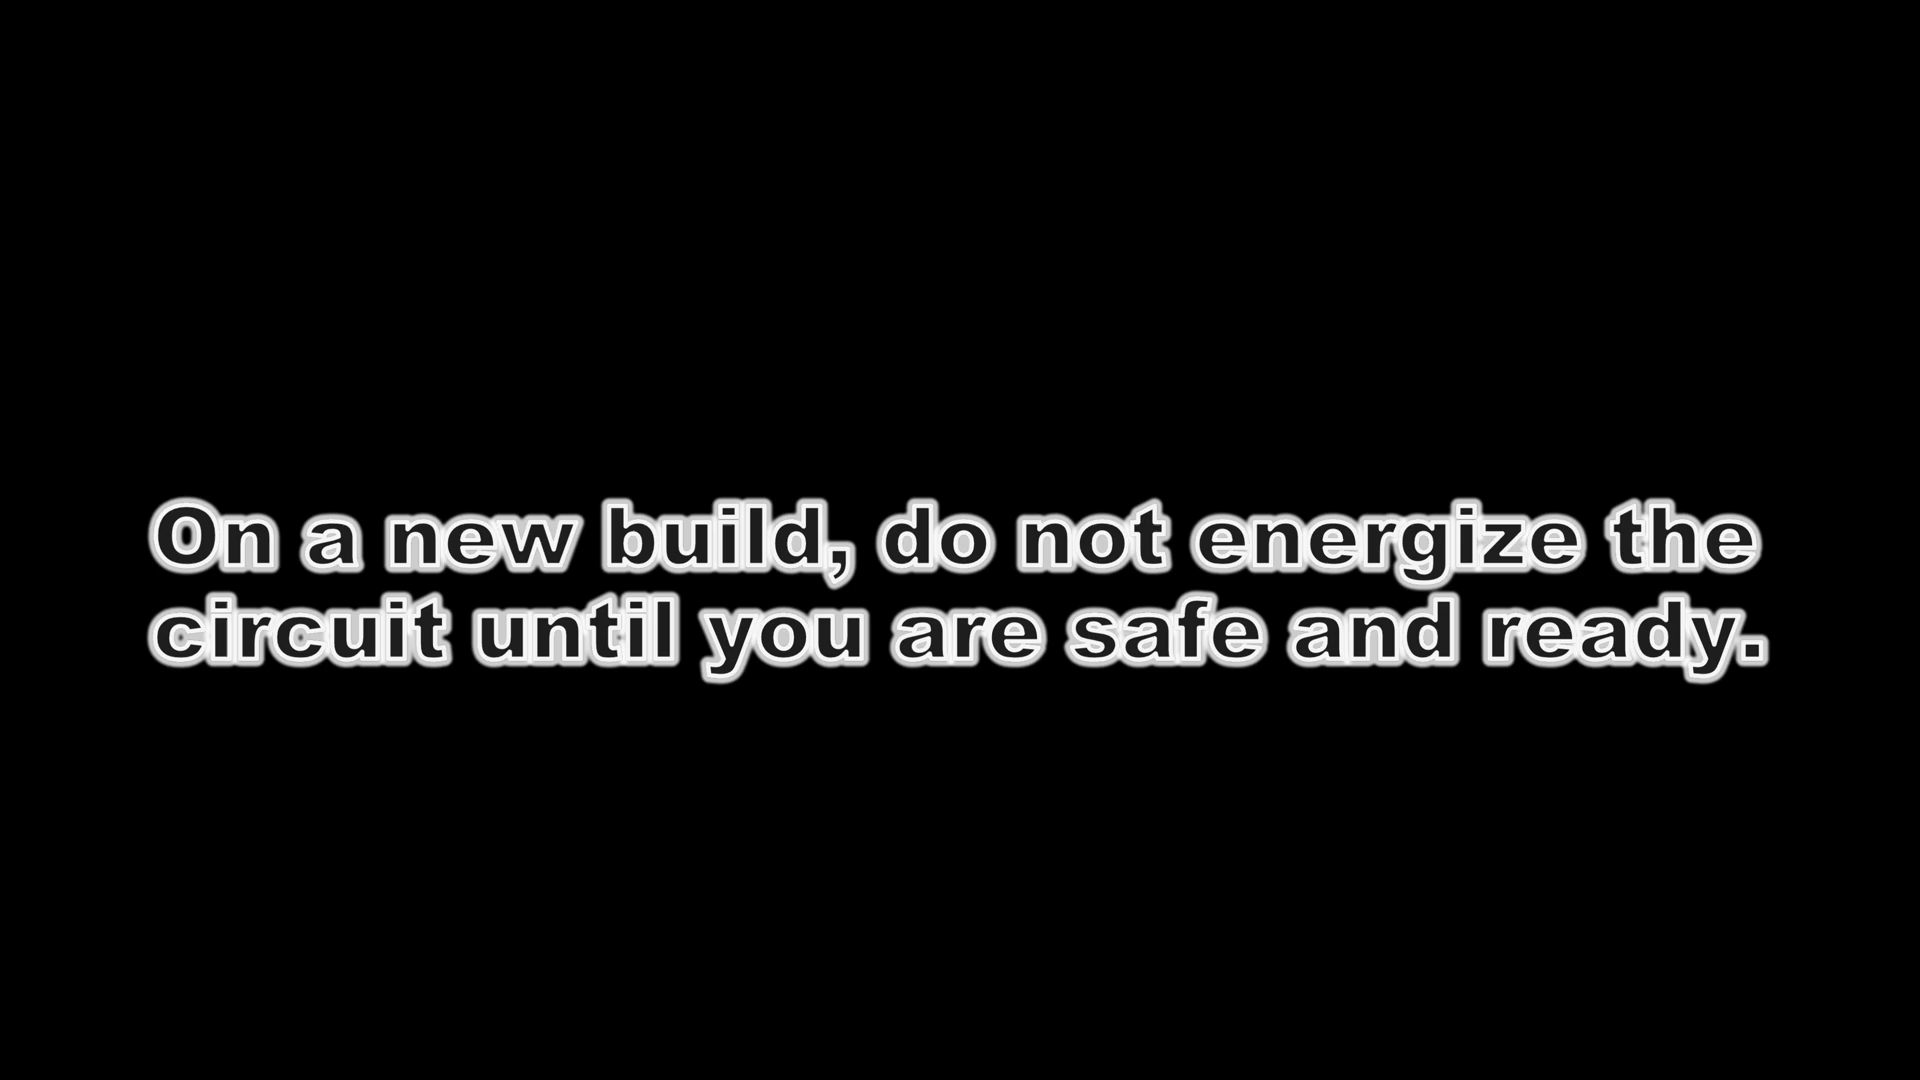 On a new build, do not energize the
circuit until you are safe and ready.